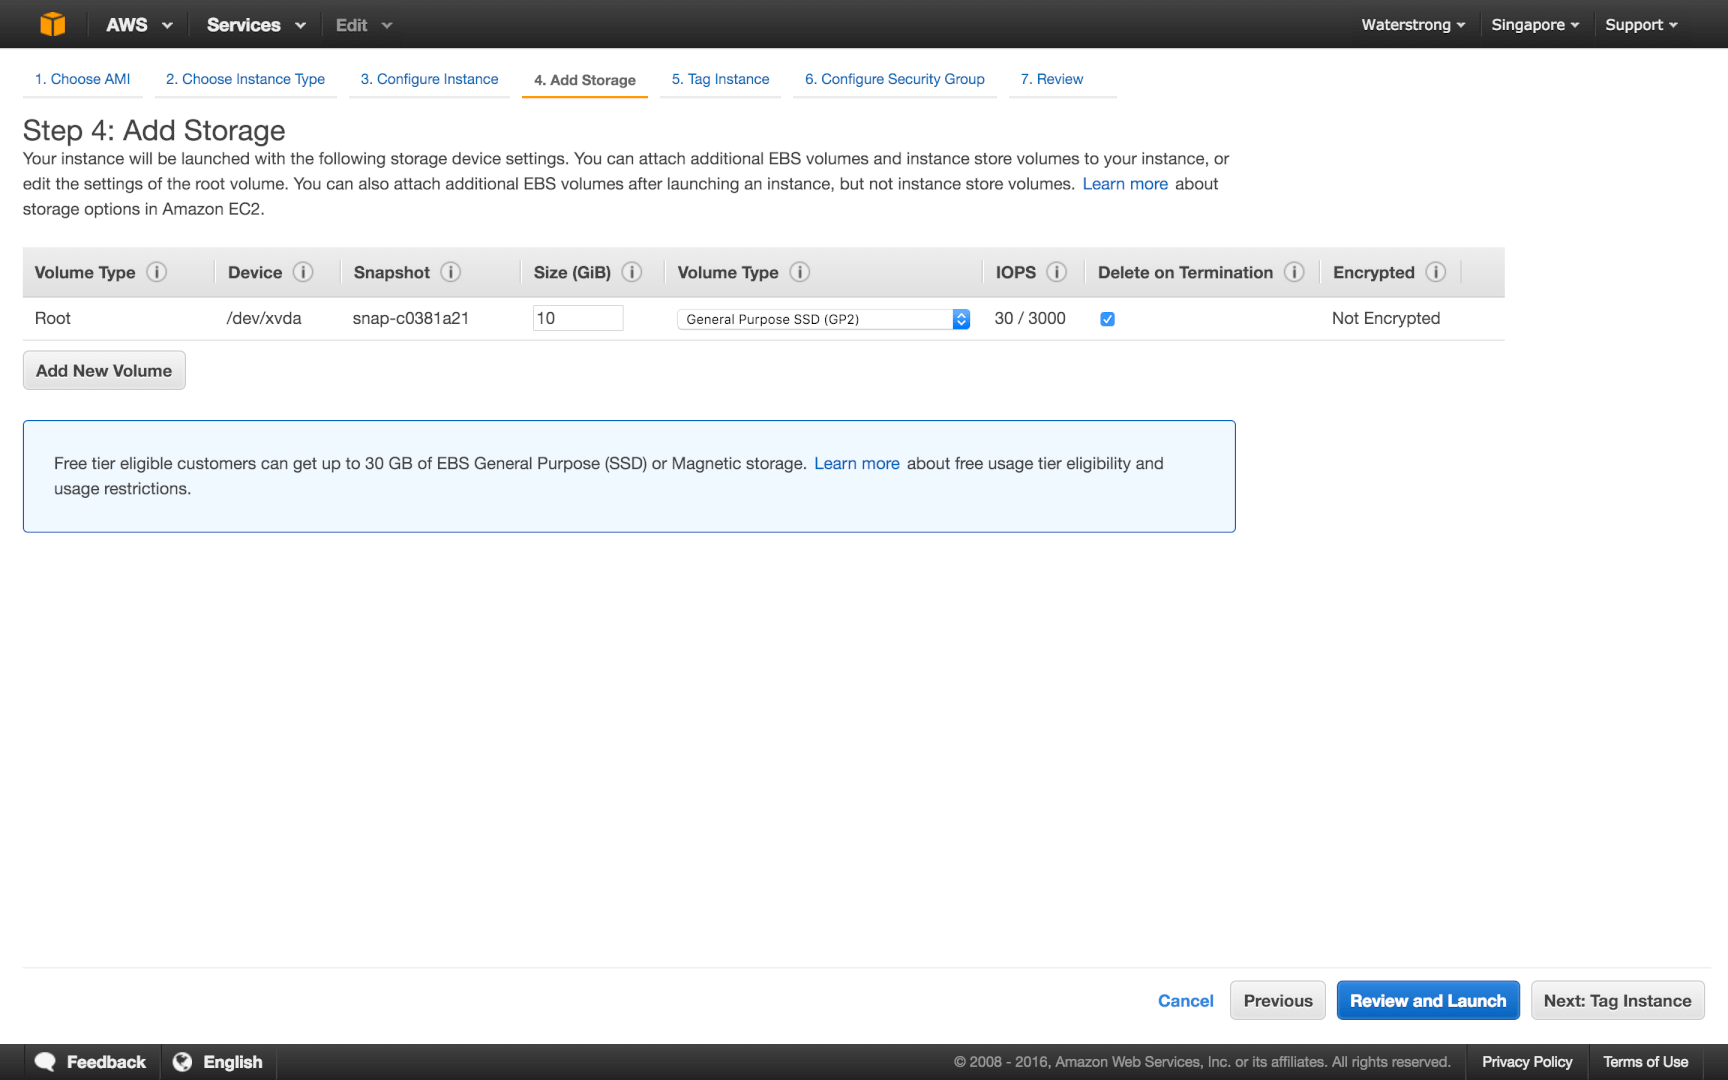 AWS Services Edit Waterstrong Singapore Support
1. Choose AMI 2. Choose Instance Type 3. Configure Instance 4. Add Storage 5. Tag Instance 6. Configure Security Group 7. Review
Step 4: Add Storage
Your instance will be launched with the following storage device settings. You can attach additional EBS volumes and instance store volumes to your instance, or
edit the settings of the root volume. You can also attach additional EBS volumes after launching an instance, but not instance store volumes. Learn more about
storage options in Amazon EC2.
Volume Type i Device i Snapshot i Size (GiB) i Volume Type i IOPS i Delete on Termination i Encrypted i
Root /dev/xvda snap-c0381a21 10 General Purpose SSD (GP2) 30 / 3000 Not Encrypted
Add New Volume
Free tier eligible customers can get up to 30 GB of EBS General Purpose (SSD) or Magnetic storage. Learn more about free usage tier eligibility and
usage restrictions.
Cancel Previous Review and Launch Next: Tag Instance
Feedback English © 2008 - 2016, Amazon Web Services, Inc. or its affiliates. All rights reserved. Privacy Policy Terms of Use